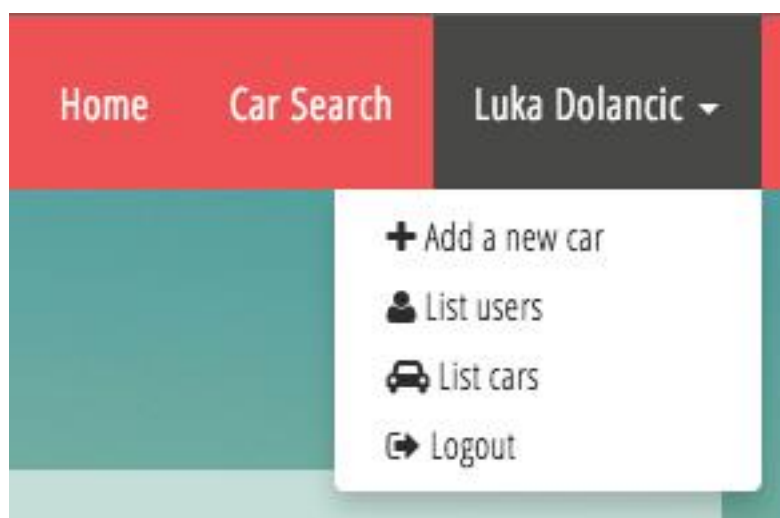 Home Car Search Luka Dolancic
Add a new car
List users
List cars
Logout